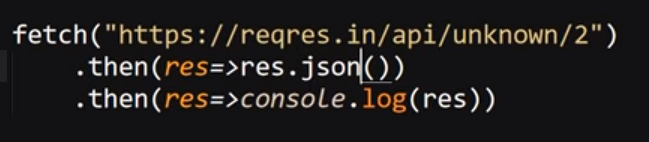 fetch("https://reqres.in/api/unknown/2")
    .then(res=>res.json())
    .then(res=>console.log(res))